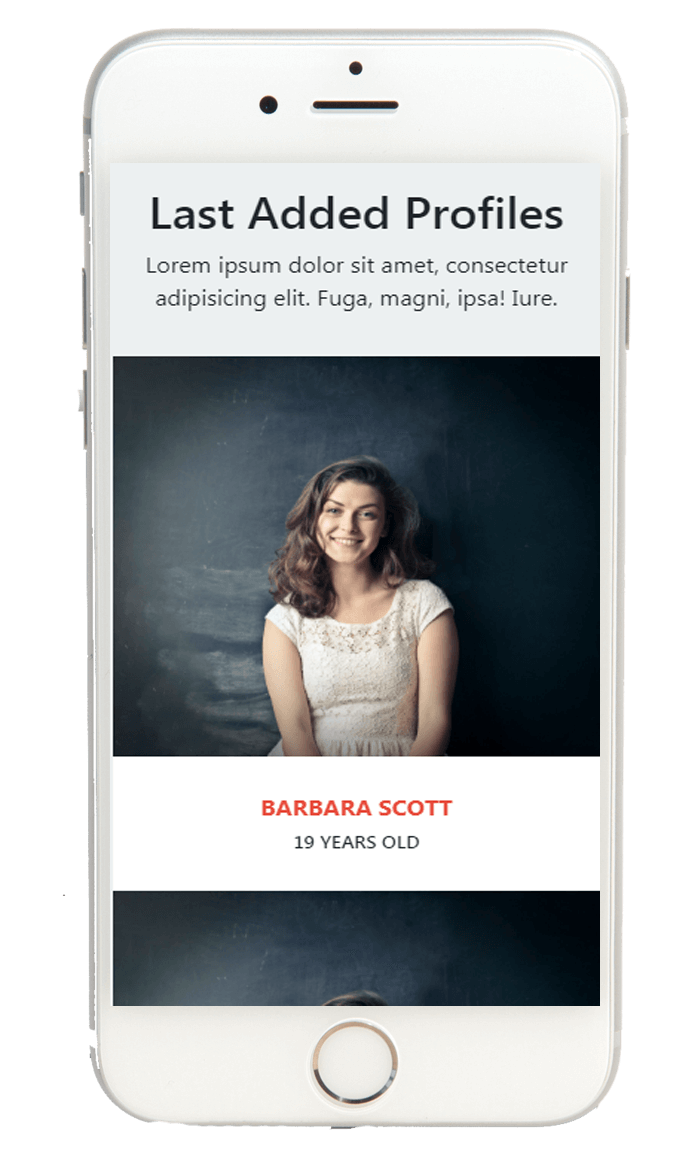 Last Added Profiles
Lorem ipsum dolor sit amet, consectetur
adipisicing elit. Fuga, magni, ipsa! Iure.
BARBARA SCOTT
19 YEARS OLD